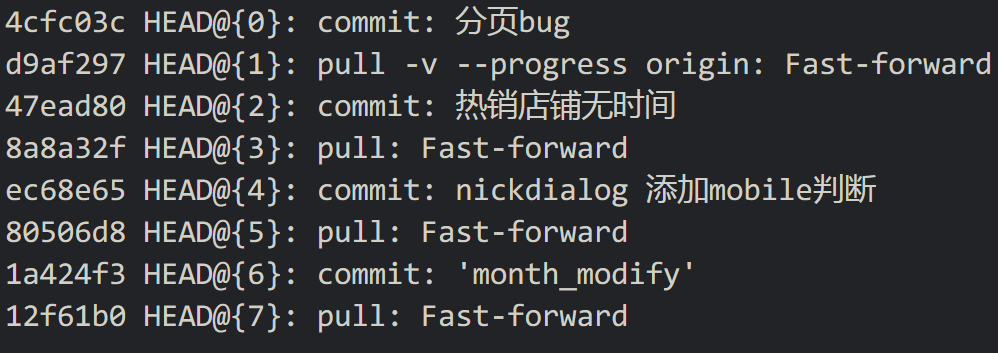 4cfc03c HEAD@{0}: commit: 分页bug
d9af297 HEAD@{1}: pull -v --progress origin: Fast-forward
47ead80 HEAD@{2}: commit: 热销店铺无时间
8a8a32f HEAD@{3}: pull: Fast-forward
ec68e65 HEAD@{4}: commit: nickdialog 添加mobile判断
80506d8 HEAD@{5}: pull: Fast-forward
1a424f3 HEAD@{6}: commit: 'month_modify'
12f61b0 HEAD@{7}: pull: Fast-forward